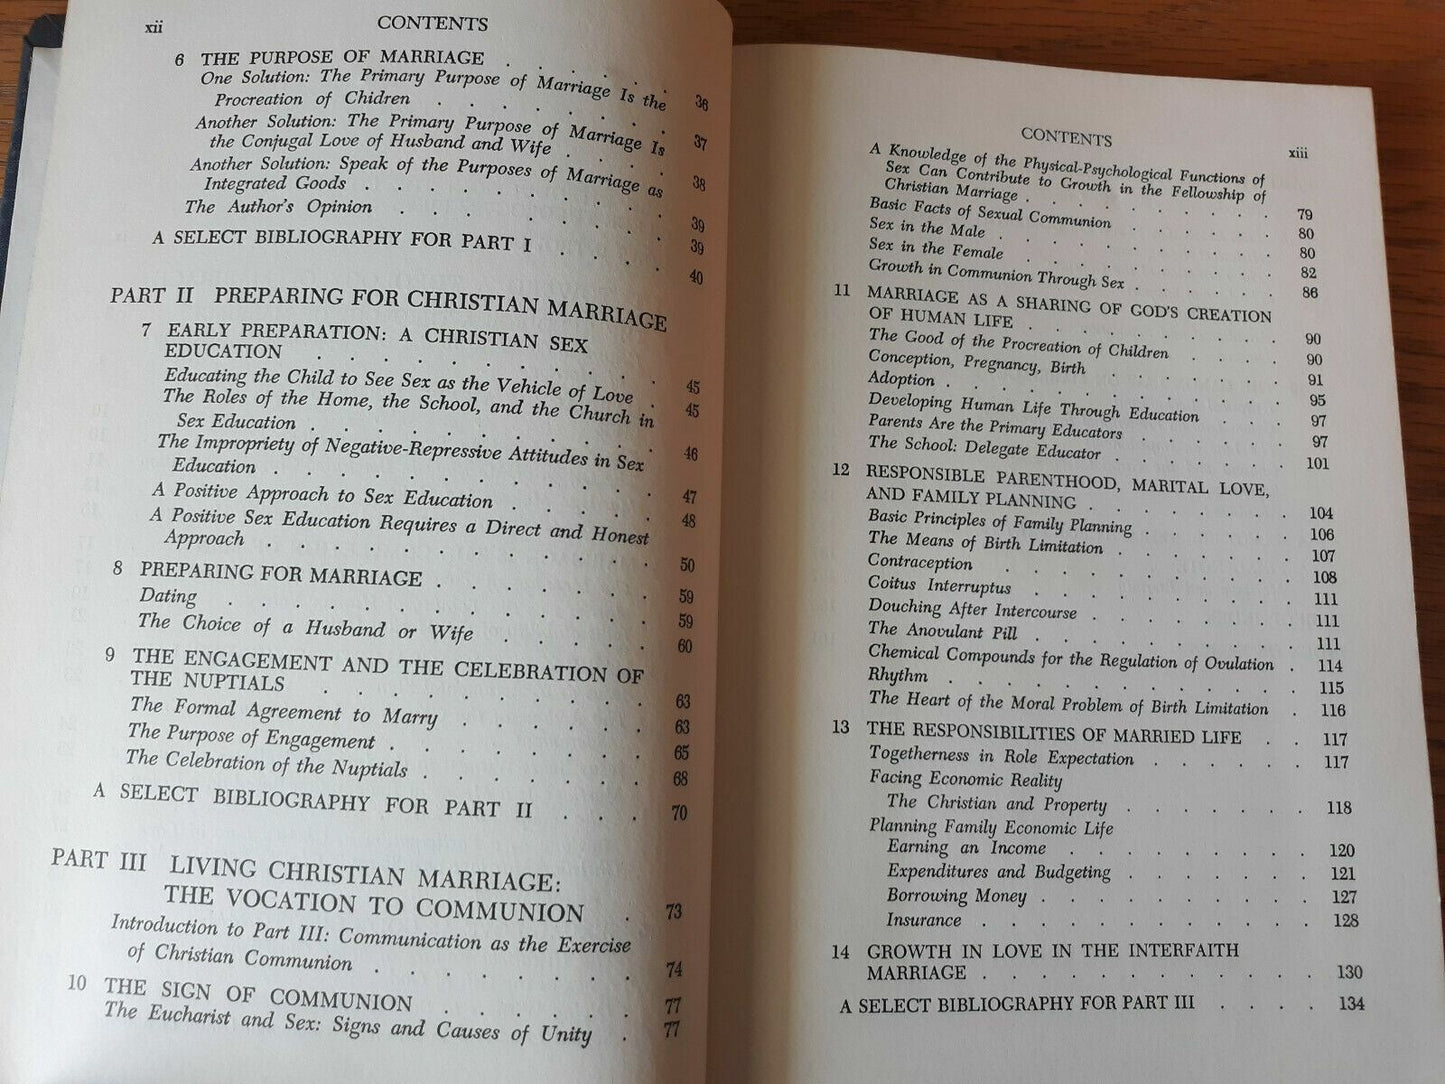 xii CONTENTS
6 THE PURPOSE OF MARRIAGE . . . . . 36
One Solution: The Primary Purpose of Marriage Is the
Procreation of Chidren . . . . . . . 37
Another Solution: The Primary Purpose of Marriage Is
the Conjugal Love of Husband and Wife . . . . 38
Another Solution: Speak of the Purposes of Marriage as
Integrated Goods . . . . . . . . 39
The Author's Opinion . . . . . . . 39
A SELECT BIBLIOGRAPHY FOR PART I . . . . 40
PART II PREPARING FOR CHRISTIAN MARRIAGE
7 EARLY PREPARATION: A CHRISTIAN SEX
EDUCATION . . . . . . . . . . 45
Educating the Child to See Sex as the Vehicle of Love . 45
The Roles of the Home, the School, and the Church in
Sex Education . . . . . . . . . . 46
The Impropriety of Negative-Repressive Attitudes in Sex
Education . . . . . . . . . . . 47
A Positive Approach to Sex Education . . . . 48
A Positive Sex Education Requires a Direct and Honest
Approach . . . . . . . . . . . 50
8 PREPARING FOR MARRIAGE . . . . . . 59
Dating . . . . . . . . . . . . 59
The Choice of a Husband or Wife . . . . 60
9 THE ENGAGEMENT AND THE CELEBRATION OF
THE NUPTIALS . . . . . . . . . 63
The Formal Agreement to Marry . . . . . 63
The Purpose of Engagement . . . . . . . 65
The Celebration of the Nuptials . . . . . . 68
A SELECT BIBLIOGRAPHY FOR PART II . . . 70
PART III LIVING CHRISTIAN MARRIAGE:
THE VOCATION TO COMMUNION . 73
Introduction to Part III: Communication as the Exercise
of Christian Communion . . . . . . . 74
10 THE SIGN OF COMMUNION . . . . . . 77
The Eucharist and Sex: Signs and Causes of Unity . 77
CONTENTS xiii
A Knowledge of the Physical-Psychological Functions of
Sex Can Contribute to Growth in the Fellowship of
Christian Marriage . . . . . . . . . 79
Basic Facts of Sexual Communion . . . . . 80
Sex in the Male . . . . . . . . . 80
Sex in the Female . . . . . . . . 82
Growth in Communion Through Sex . . . . . 86
11 MARRIAGE AS A SHARING OF GOD'S CREATION
OF HUMAN LIFE . . . . . . . . 90
The Good of the Procreation of Children . . . . 90
Conception, Pregnancy, Birth . . . . . . 91
Adoption . . . . . . . . . . . 95
Developing Human Life Through Education . . . 97
Parents Are the Primary Educators . . . . . 97
The School: Delegate Educator . . . . . . 101
12 RESPONSIBLE PARENTHOOD, MARITAL LOVE,
AND FAMILY PLANNING . . . . . . . 104
Basic Principles of Family Planning . . . . . 106
The Means of Birth Limitation . . . . . . 107
Contraception . . . . . . . . . . 108
Coitus Interruptus . . . . . . . . . 111
Douching After Intercourse . . . . . . . 111
The Anovulant Pill . . . . . . . . . 111
Chemical Compounds for the Regulation of Ovulation . 114
Rhythm . . . . . . . . . . . . 115
The Heart of the Moral Problem of Birth Limitation . 116
13 THE RESPONSIBILITIES OF MARRIED LIFE . . 117
Togetherness in Role Expectation . . . . . 117
Facing Economic Reality
The Christian and Property . . . . . . 118
Planning Family Economic Life
Earning an Income . . . . . . . . 120
Expenditures and Budgeting . . . . . . 121
Borrowing Money . . . . . . . . . 127
Insurance . . . . . . . . . . . 128
14 GROWTH IN LOVE IN THE INTERFAITH
MARRIAGE . . . . . . . . . . . 130
A SELECT BIBLIOGRAPHY FOR PART III . . . . 134